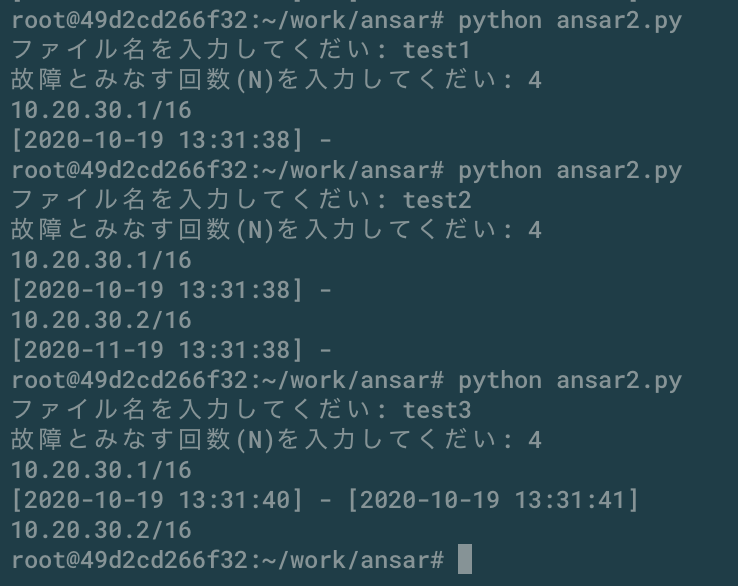 root@49d2cd266f32:~/work/ansar# python ansar2.py
ファイル名を入力してくだい: test1
故障とみなす回数(N)を入力してくだい: 4
10.20.30.1/16
[2020-10-19 13:31:38] -
root@49d2cd266f32:~/work/ansar# python ansar2.py
ファイル名を入力してくだい: test2
故障とみなす回数(N)を入力してくだい: 4
10.20.30.1/16
[2020-10-19 13:31:38] -
10.20.30.2/16
[2020-11-19 13:31:38] -
root@49d2cd266f32:~/work/ansar# python ansar2.py
ファイル名を入力してくだい: test3
故障とみなす回数(N)を入力してくだい: 4
10.20.30.1/16
[2020-10-19 13:31:40] - [2020-10-19 13:31:41]
10.20.30.2/16
root@49d2cd266f32:~/work/ansar#